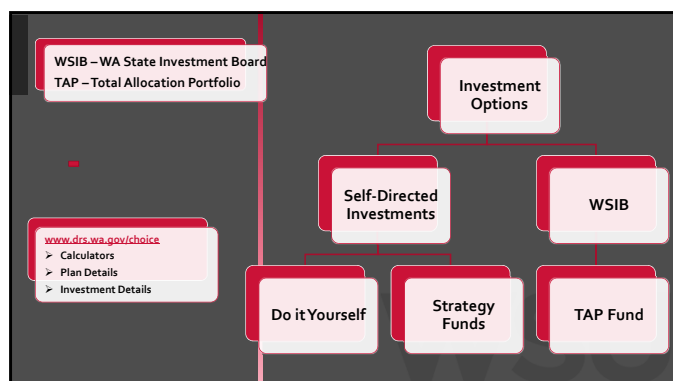 WSIB – WA State Investment Board
TAP – Total Allocation Portfolio
Investment
Options
Self-Directed
Investments
WSIB
Do it Yourself
Strategy
Funds
TAP Fund
www.drs.wa.gov/choice
➢ Calculators
➢ Plan Details
➢ Investment Details